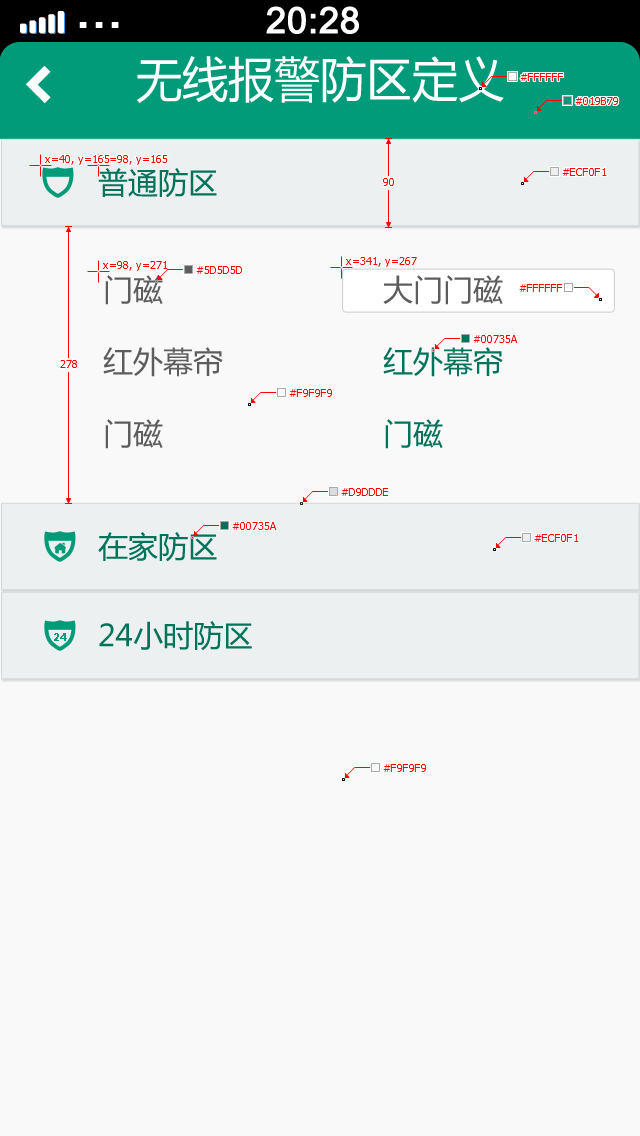 20:28
无线报警防区定义
#FFFFFF
#019B79
x=40, y=165=98, y=165
普通防区
90
#ECF0F1
x=98, y=271
#5D5D5D
x=341, y=267
门磁
大门门磁
#FFFFFF
#00735A
278
红外幕帘
红外幕帘
#F9F9F9
门磁
门磁
#D9DDDE
#00735A
在家防区
#ECF0F1
24
24小时防区
#F9F9F9